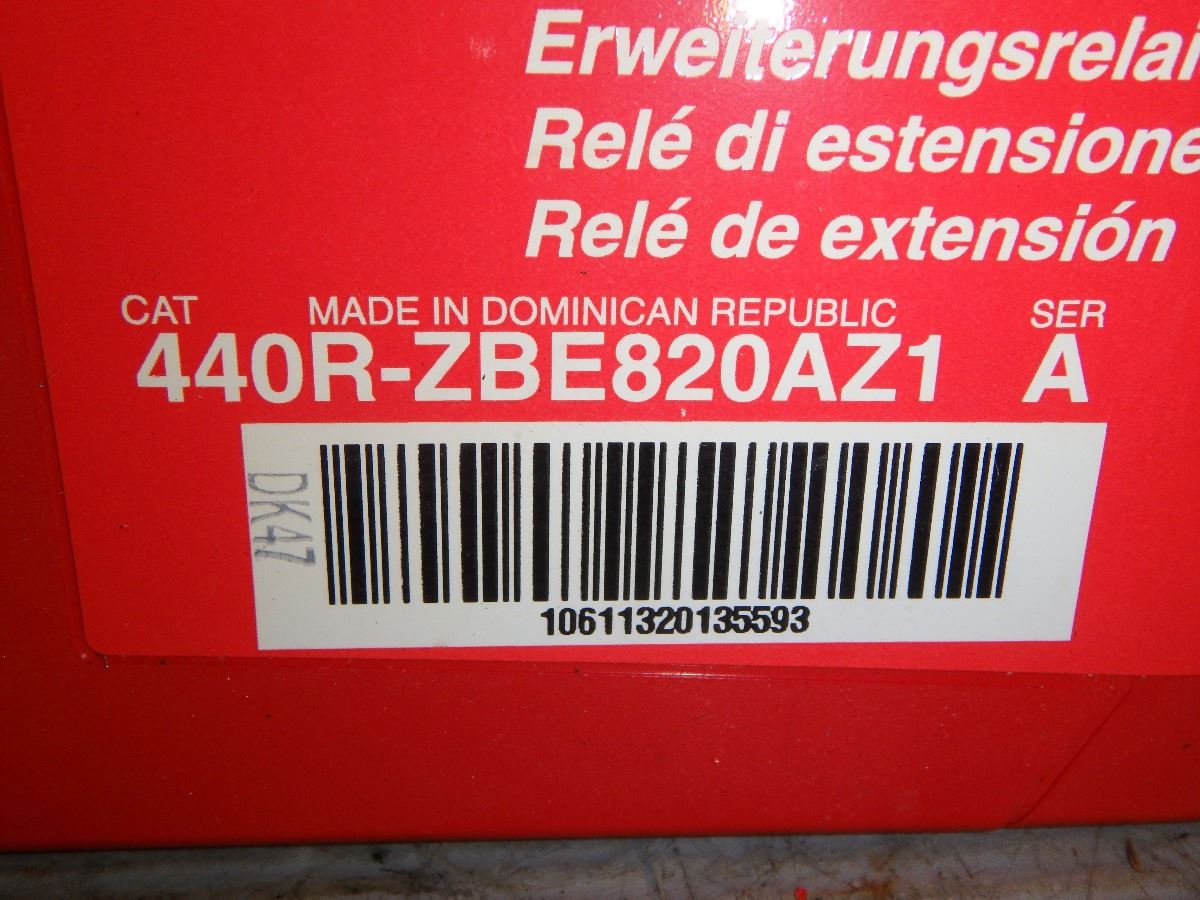 Erweiterungsrelai
Relé di estensione
Relé de extensión
CAT MADE IN DOMINICAN REPUBLIC SER
440R-ZBE820AZ1 A
DK47
10611320135593